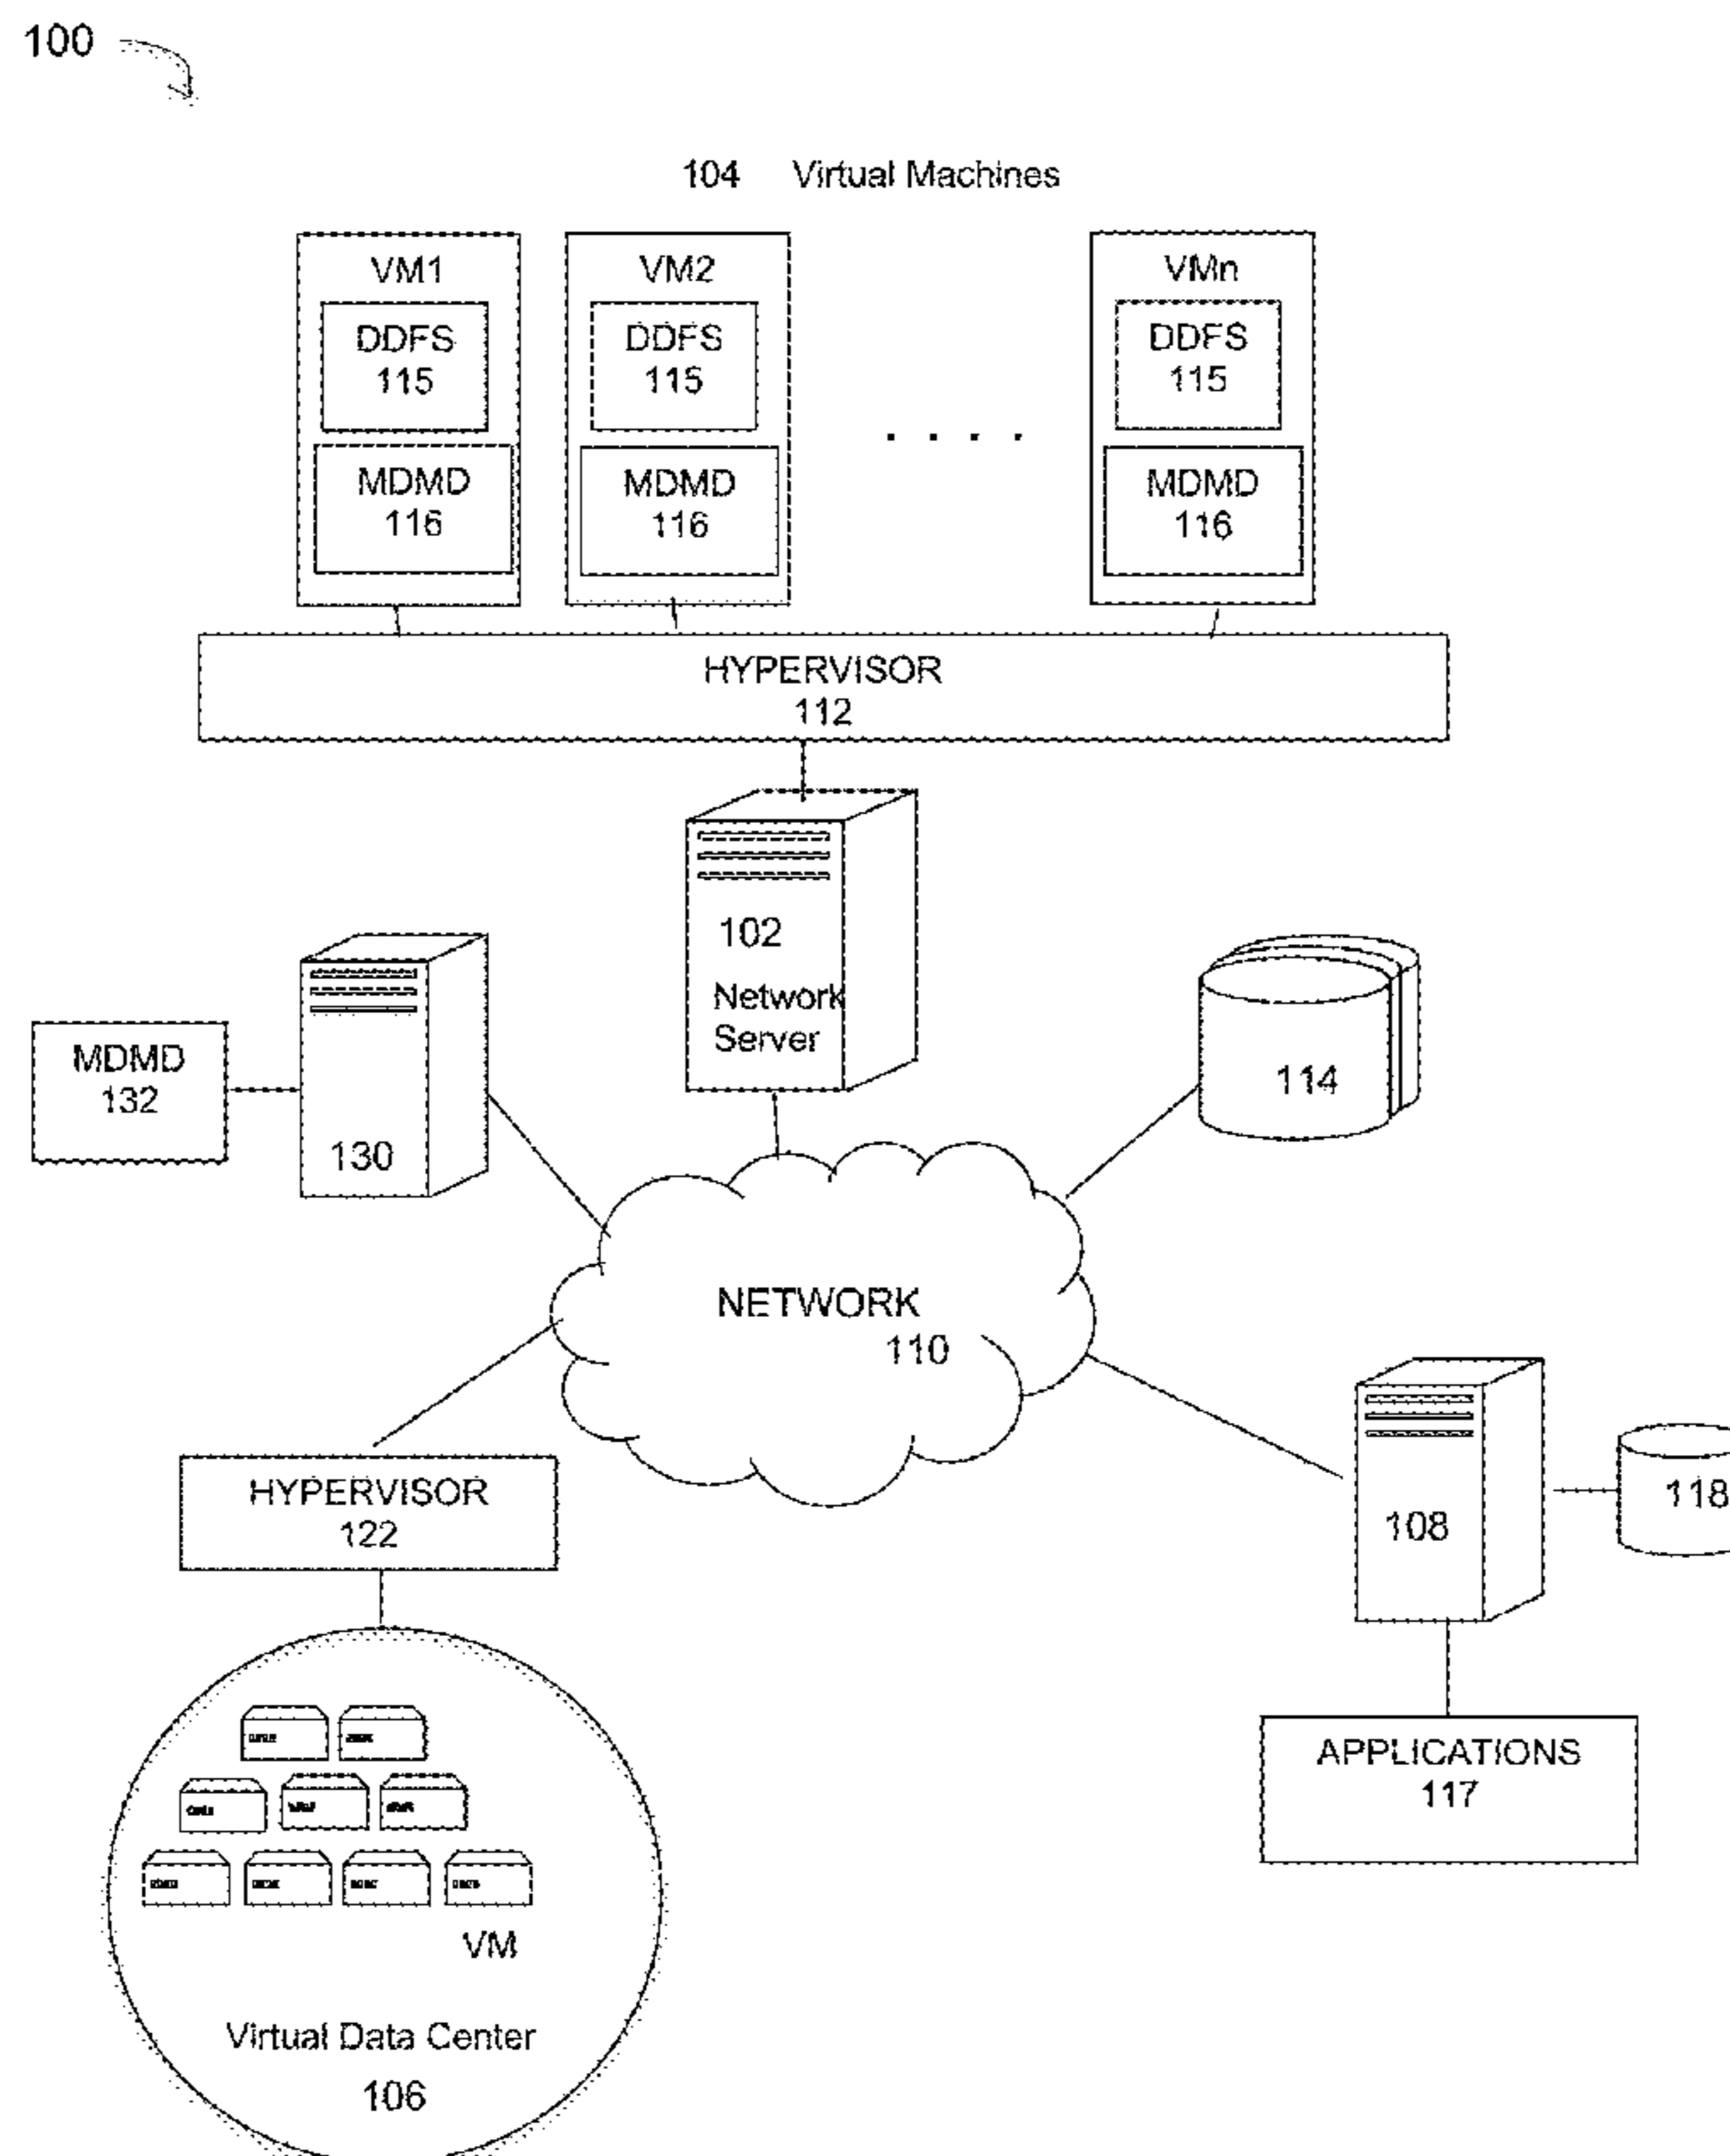 100
104 Virtual Machines
VM1
DDFS
115
MDMD
116
VM2
DDFS
115
MDMD
116
VMn
DDFS
115
MDMD
116
HYPERVISOR
112
102
Network
Server
114
MDMD
132
130
NETWORK
110
HYPERVISOR
122
108
118
APPLICATIONS
117
VM
Virtual Data Center
106